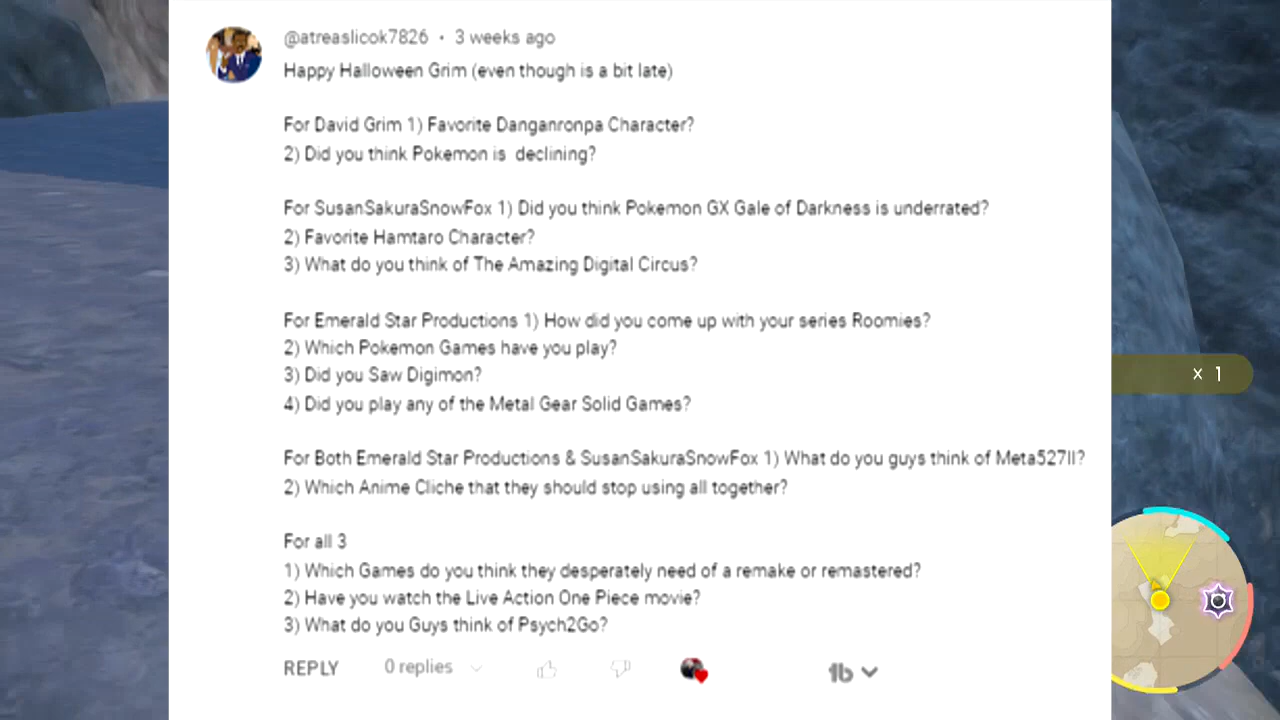 @atreaslicok7826 · 3 weeks ago
Happy Halloween Grim (even though is a bit late)
For David Grim 1) Favorite Danganronpa Character?
2) Did you think Pokemon is declining?
For SusanSakuraSnowFox 1) Did you think Pokemon GX Gale of Darkness is underrated?
2) Favorite Hamtaro Character?
3) What do you think of The Amazing Digital Circus?
For Emerald Star Productions 1) How did you come up with your series Roomies?
2) Which Pokemon Games have you play?
3) Did you Saw Digimon?
4) Did you play any of the Metal Gear Solid Games?
× 1
For Both Emerald Star Productions & SusanSakuraSnowFox 1) What do you guys think of Meta527II?
2) Which Anime Cliche that they should stop using all together?
For all 3
1) Which Games do you think they desperately need of a remake or remastered?
2) Have you watch the Live Action One Piece movie?
3) What do you Guys think of Psych2Go?
REPLY 0 replies